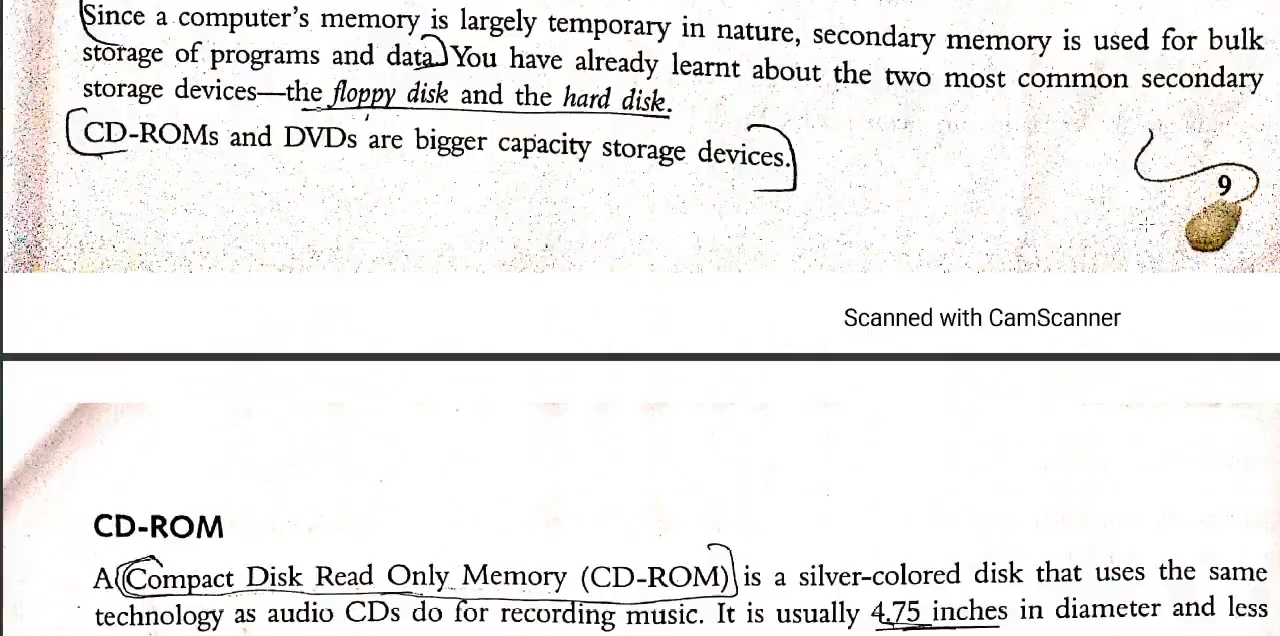 Since a computer's memory is largely temporary in nature, secondary memory is used for bulk
storage of programs and data. You have already learnt about the two most common secondary
storage devices—the floppy disk and the hard disk.
CD-ROMs and DVDs are bigger capacity storage devices.
9
Scanned with CamScanner
CD-ROM
A Compact Disk Read Only Memory (CD-ROM) is a silver-colored disk that uses the same
technology as audio CDs do for recording music. It is usually 4.75 inches in diameter and less